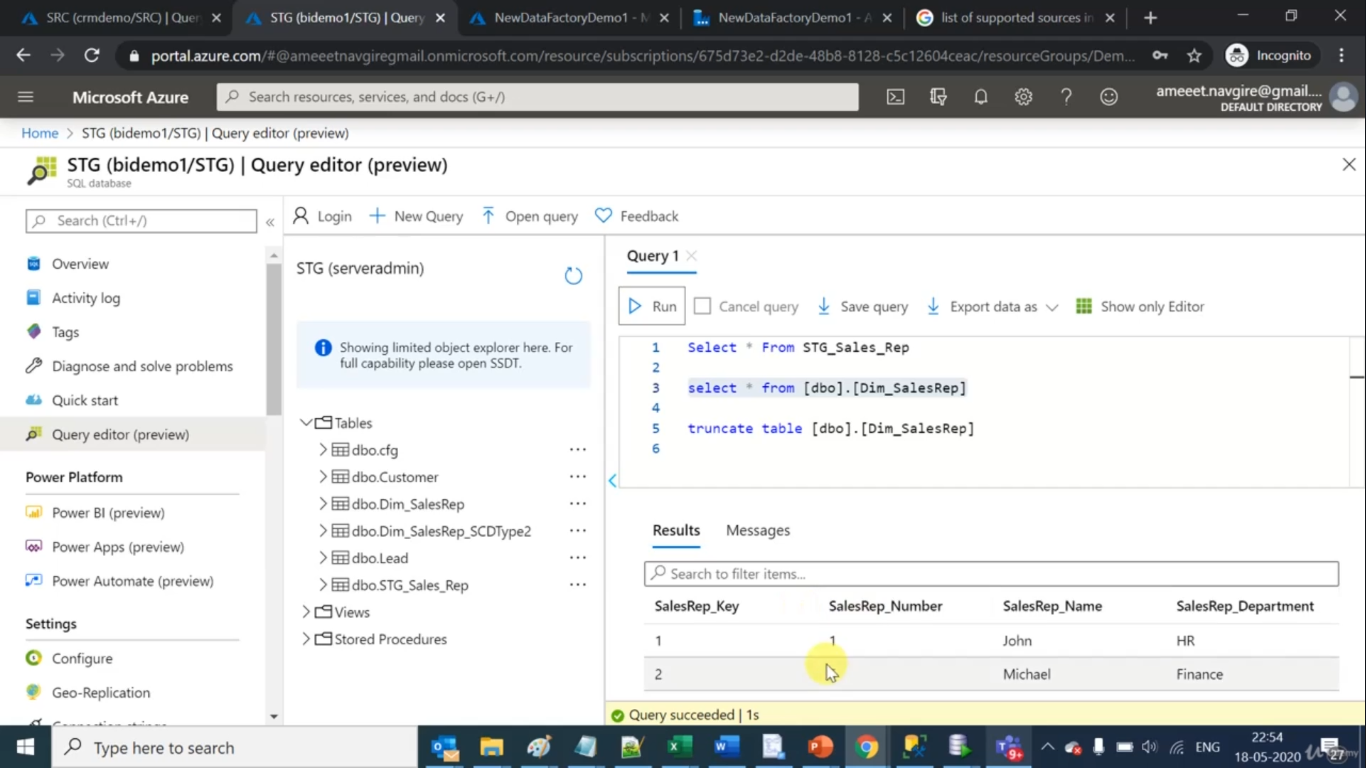 SRC (crmdemo/SRC) | Query
STG (bidemo1/STG) | Query editor
NewDataFactoryDemo1 - M
NewDataFactoryDemo1 - A
list of supported sources in
portal.azure.com/#@ameeetnavgiregmail.onmicrosoft.com/resource/subscriptions/675d73e2-d2de-48b8-8128-c5c12604ceac/resourceGroups/Dem...
Incognito
Microsoft Azure
Search resources, services, and docs (G+/)
ameeet.navgire@gmail....
DEFAULT DIRECTORY
Home > STG (bidemo1/STG) | Query editor (preview)
STG (bidemo1/STG) | Query editor (preview)
SQL database
Search (Ctrl+/)
Overview
Activity log
Tags
Diagnose and solve problems
Quick start
Query editor (preview)
Power Platform
Power BI (preview)
Power Apps (preview)
Power Automate (preview)
Settings
Configure
Geo-Replication
Login
New Query
Open query
Feedback
STG (serveradmin)
Showing limited object explorer here. For
full capability please open SSDT.
Tables
dbo.cfg
dbo.Customer
dbo.Dim_SalesRep
dbo.Dim_SalesRep_SCDType2
dbo.Lead
dbo.STG_Sales_Rep
Views
Stored Procedures
Query 1
Run
Cancel query
Save query
Export data as
Show only Editor
1 Select * From STG_Sales_Rep
2
3 select * from [dbo].[Dim_SalesRep]
4
5 truncate table [dbo].[Dim_SalesRep]
6
Results
Messages
Search to filter items...
SalesRep_Key SalesRep_Number SalesRep_Name SalesRep_Department
1 1 John HR
2 Michael Finance
Query succeeded | 1s
Type here to search
9+
ENG
22:54
18-05-2020
27